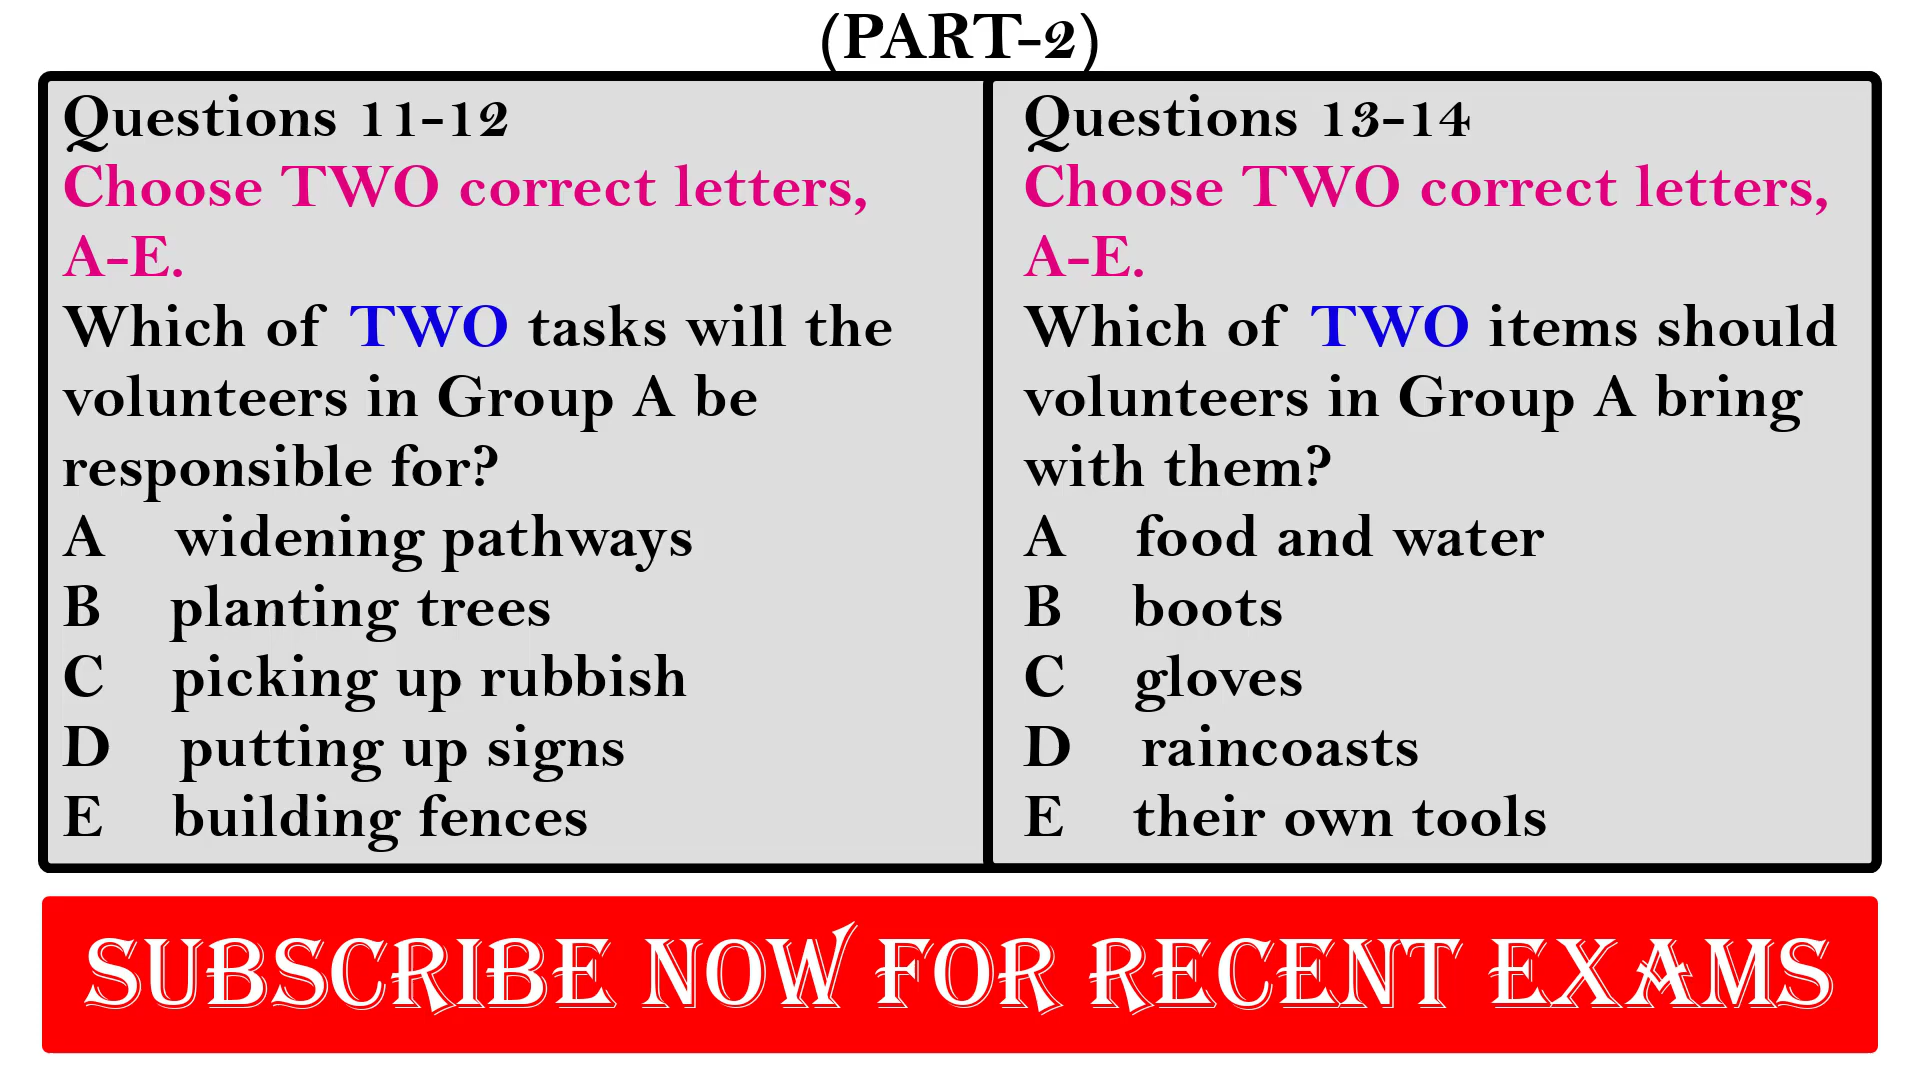 (PART-2)
Questions 11-12
Choose TWO correct letters,
A-E.
Which of TWO tasks will the
volunteers in Group A be
responsible for?
A widening pathways
B planting trees
C picking up rubbish
D putting up signs
E building fences
Questions 13-14
Choose TWO correct letters,
A-E.
Which of TWO items should
volunteers in Group A bring
with them?
A food and water
B boots
C gloves
D raincoasts
E their own tools
SUBSCRIBE NOW FOR RECENT EXAMS